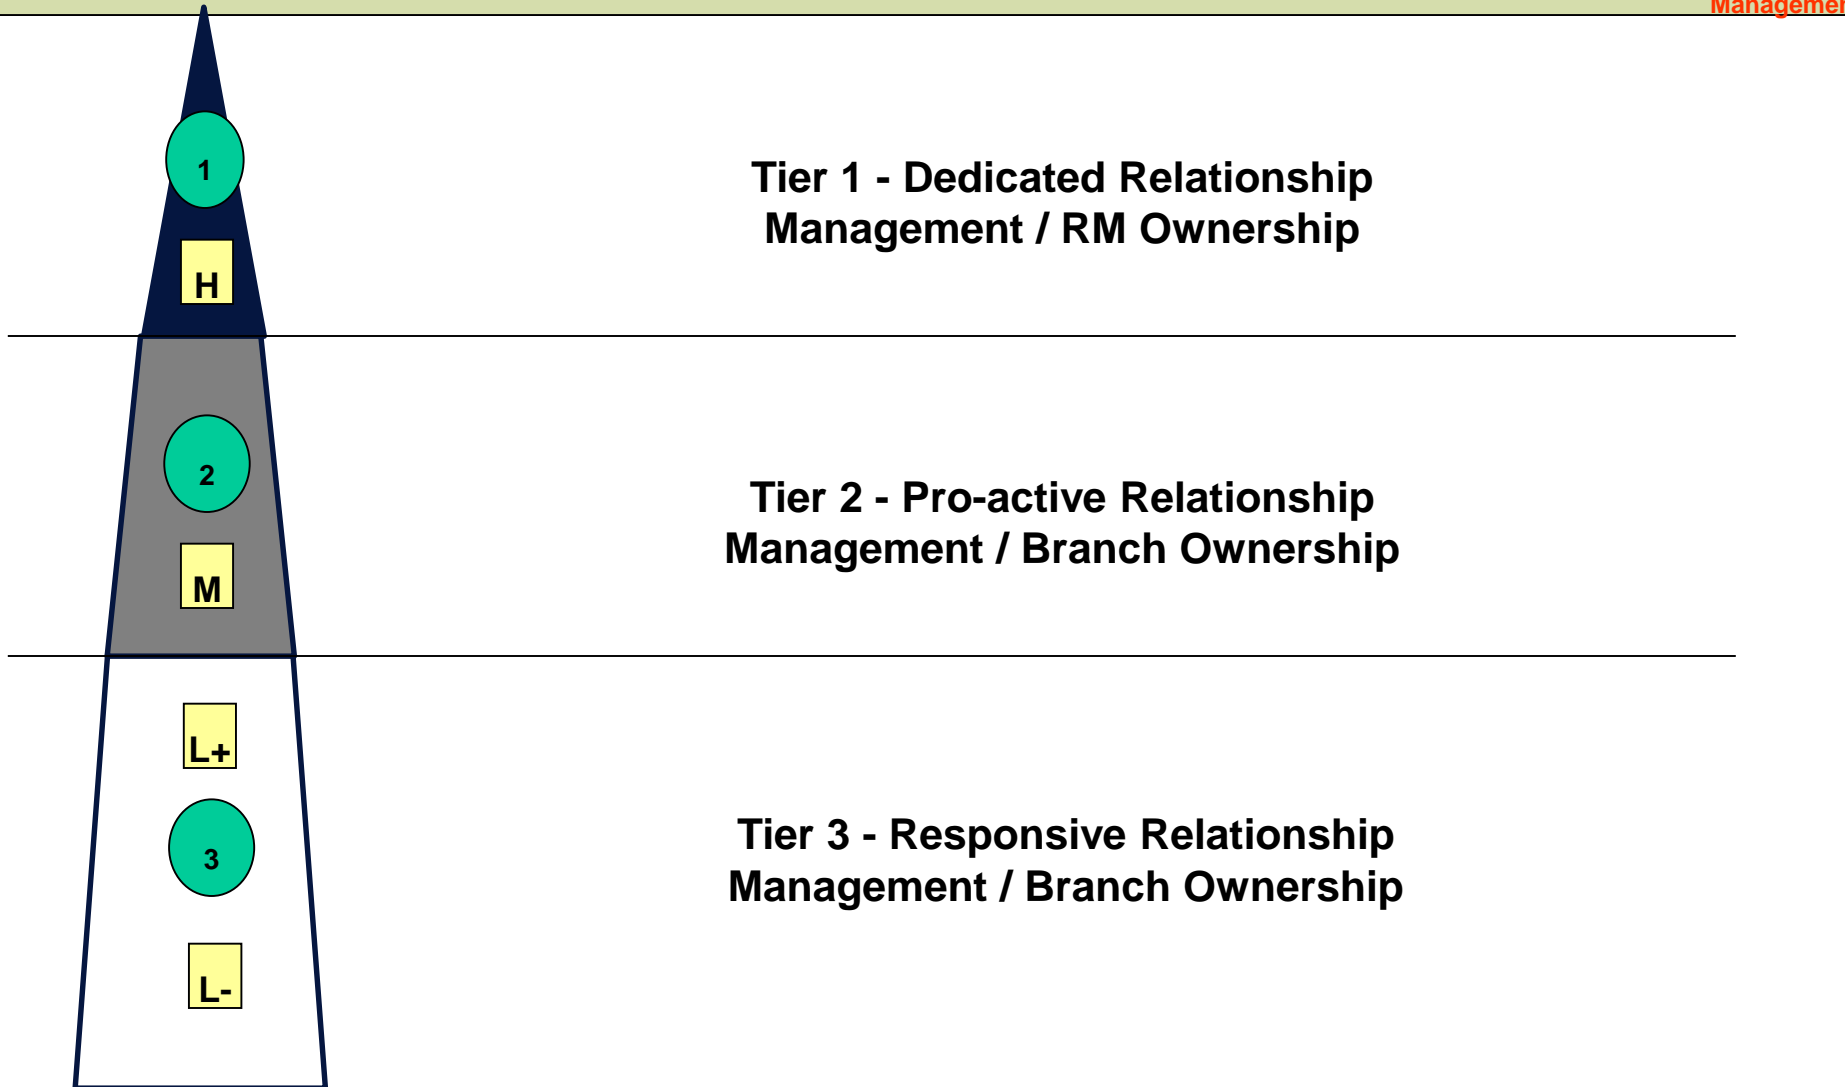 1
Tier 1 - Dedicated Relationship
Management / RM Ownership
H
2
Tier 2 - Pro-active Relationship
Management / Branch Ownership
M
L+
3
Tier 3 - Responsive Relationship
Management / Branch Ownership
L-